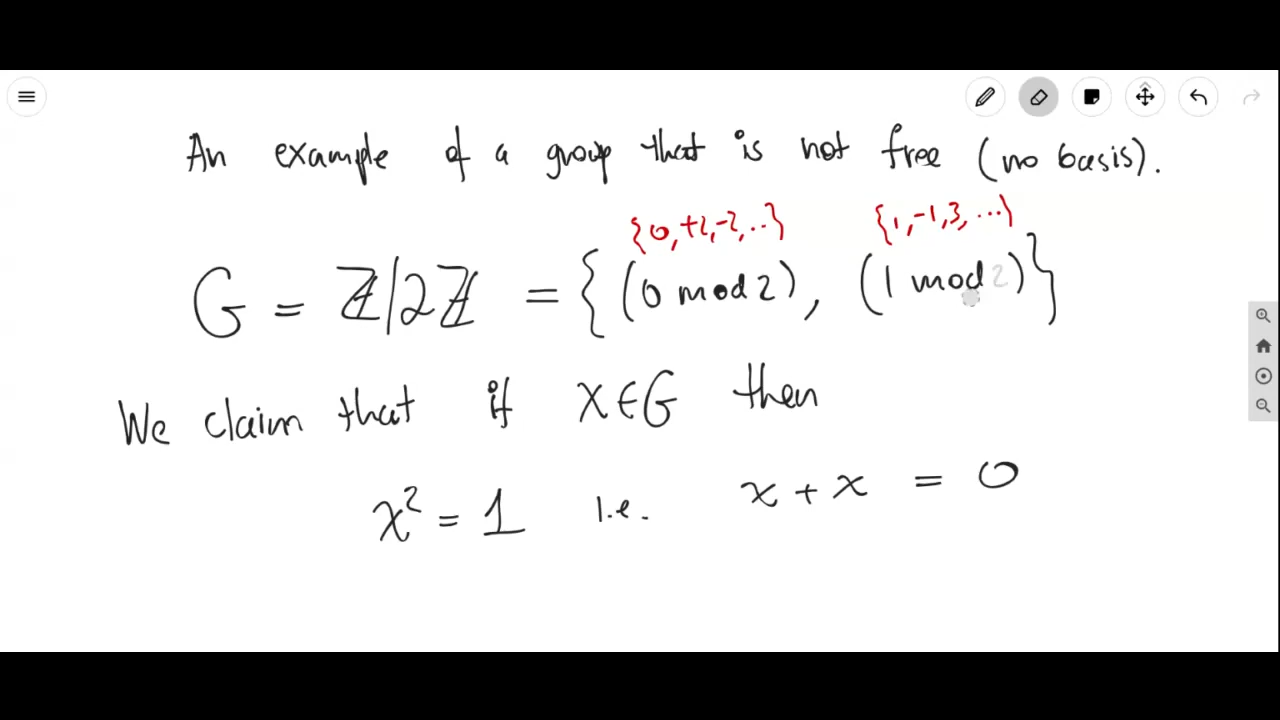 An example of a group that is not free (no basis).
{0, +2, -2, ..} {1, -1, 3, ...}
G = ℤ/2ℤ = {(0 mod 2), (1 mod 2)}
We claim that if x∈G then
x² = 1 i.e. x + x = 0